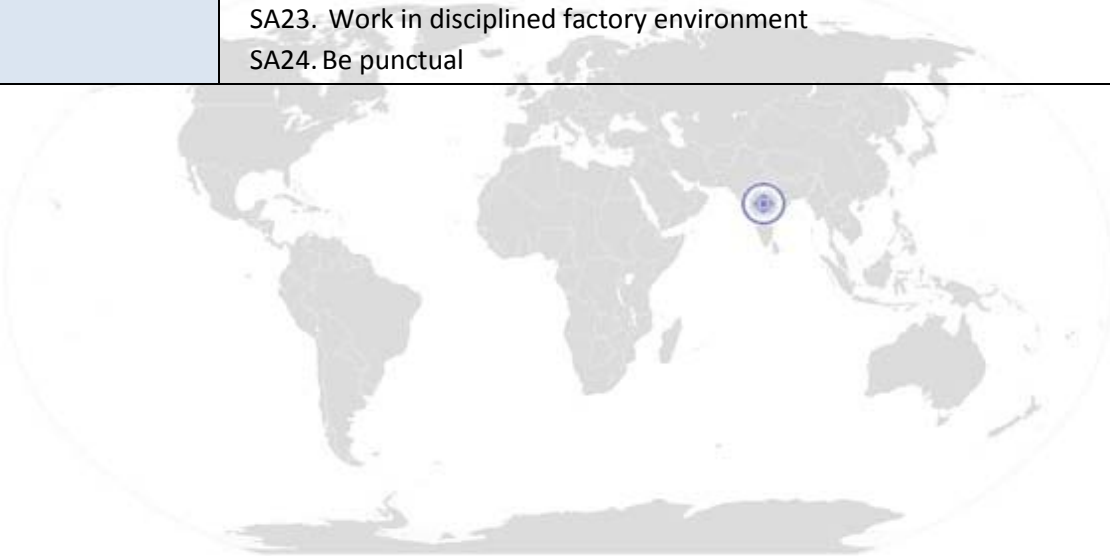 SA23. Work in disciplined factory environment
SA24. Be punctual